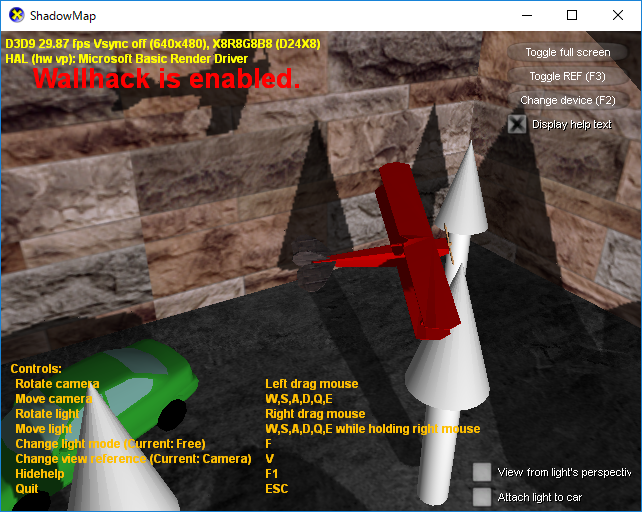 ShadowMap
D3D9 29.87 fps Vsync off (640x480), X8R8G8B8 (D24X8)
HAL (hw vp): Microsoft Basic Render Driver
Wallhack is enabled.
Toggle full screen
Toggle REF (F3)
Change device (F2)
Display help text
Controls:
Rotate camera Left drag mouse
Move camera W,S,A,D,Q,E
Rotate light Right drag mouse
Move light W,S,A,D,Q,E while holding right mouse
Change light mode (Current: Free) F
Change view reference (Current: Camera) V
Hidehelp F1
Quit ESC
View from light's perspectiv
Attach light to car